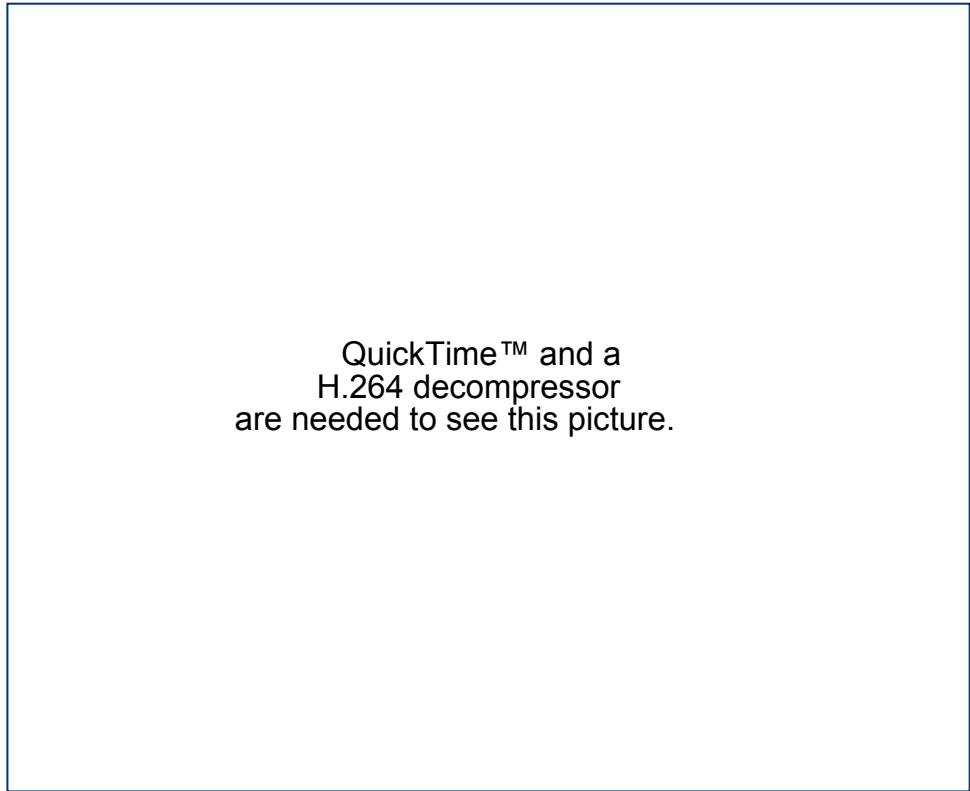 QuickTime™ and a
H.264 decompressor
are needed to see this picture.